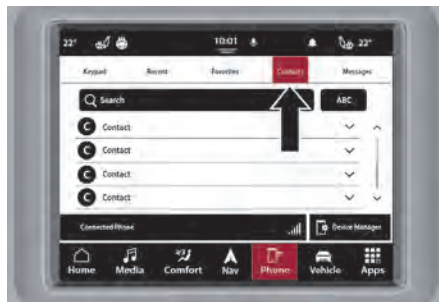 22° 10:01 22°
Keypad Recent Favorites Contacts Messages
Search ABC
C Contact
C Contact
C Contact
C Contact
Connected Phone Device Manager
Home Media Comfort Nav Phone Vehicle Apps